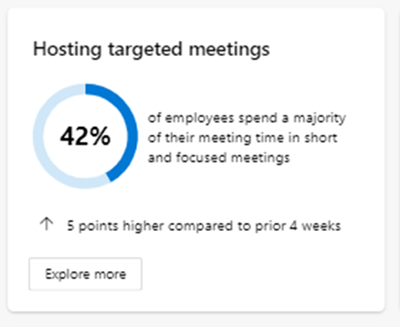 Hosting targeted meetings
42%
of employees spend a majority
of their meeting time in short
and focused meetings
↑ 5 points higher compared to prior 4 weeks
Explore more